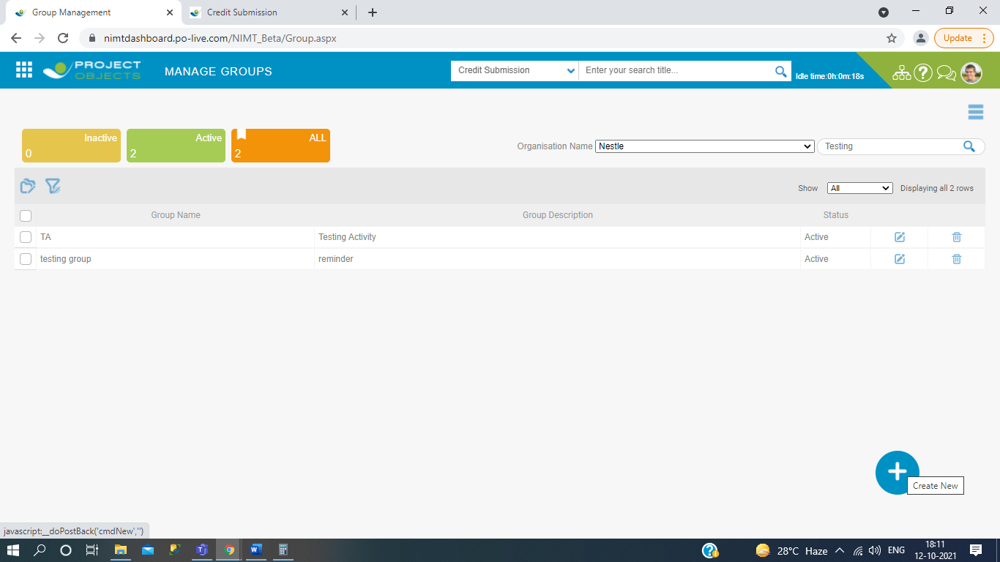 Group Management
Credit Submission
nimtdashboard.po-live.com/NIMT_Beta/Group.aspx
Update
PROJECT
OBJECTS
MANAGE GROUPS
Credit Submission
Enter your search title...
Idle time:0h:0m:18s
Inactive
0
Active
2
ALL
2
Organisation Name
Nestle
Testing
Show
All
Displaying all 2 rows
Group Name
Group Description
Status
TA
Testing Activity
Active
testing group
reminder
Active
Create New
javascript:__doPostBack('cmdNew','')
28°C Haze
ENG
18:11
12-10-2021